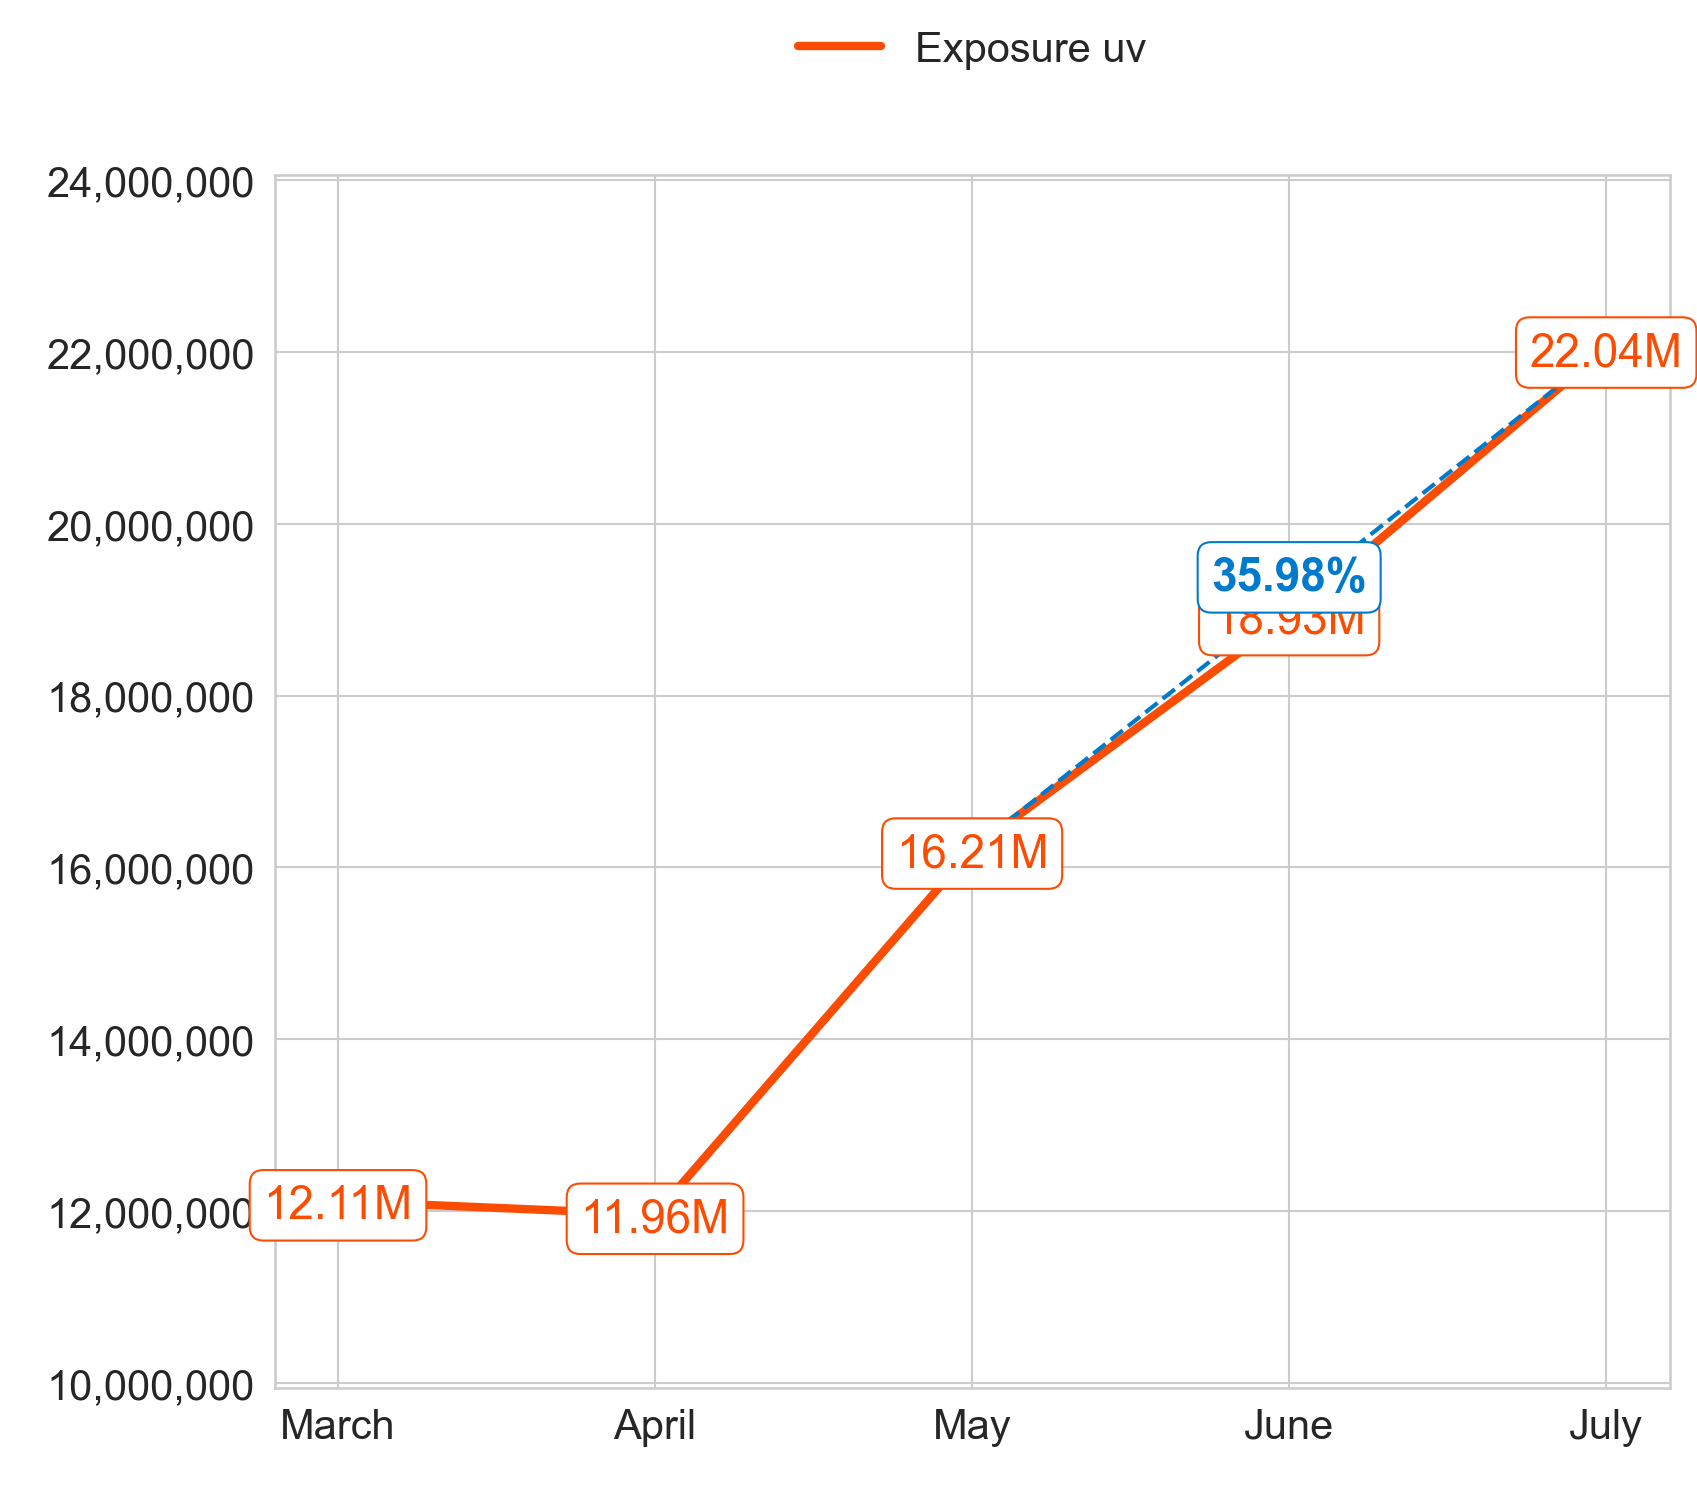 Exposure uv
24,000,000
22,000,000
22.04M
20,000,000
35.98%
18.93M
18,000,000
16,000,000
16.21M
14,000,000
12,000,000
12.11M
11.96M
10,000,000
March April May June July